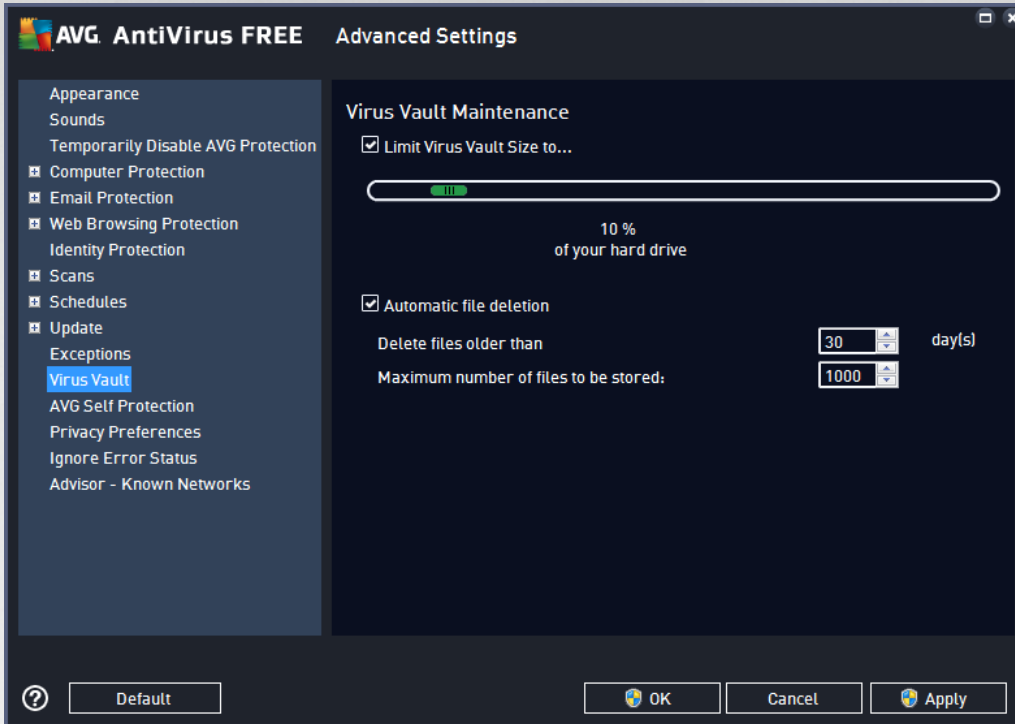 AVG. AntiVirus FREE Advanced Settings
Appearance
Sounds
Temporarily Disable AVG Protection
Computer Protection
Email Protection
Web Browsing Protection
Identity Protection
Scans
Schedules
Update
Exceptions
Virus Vault
AVG Self Protection
Privacy Preferences
Ignore Error Status
Advisor - Known Networks
Virus Vault Maintenance
Limit Virus Vault Size to...
10 %
of your hard drive
Automatic file deletion
Delete files older than 30 day(s)
Maximum number of files to be stored: 1000
? Default OK Cancel Apply